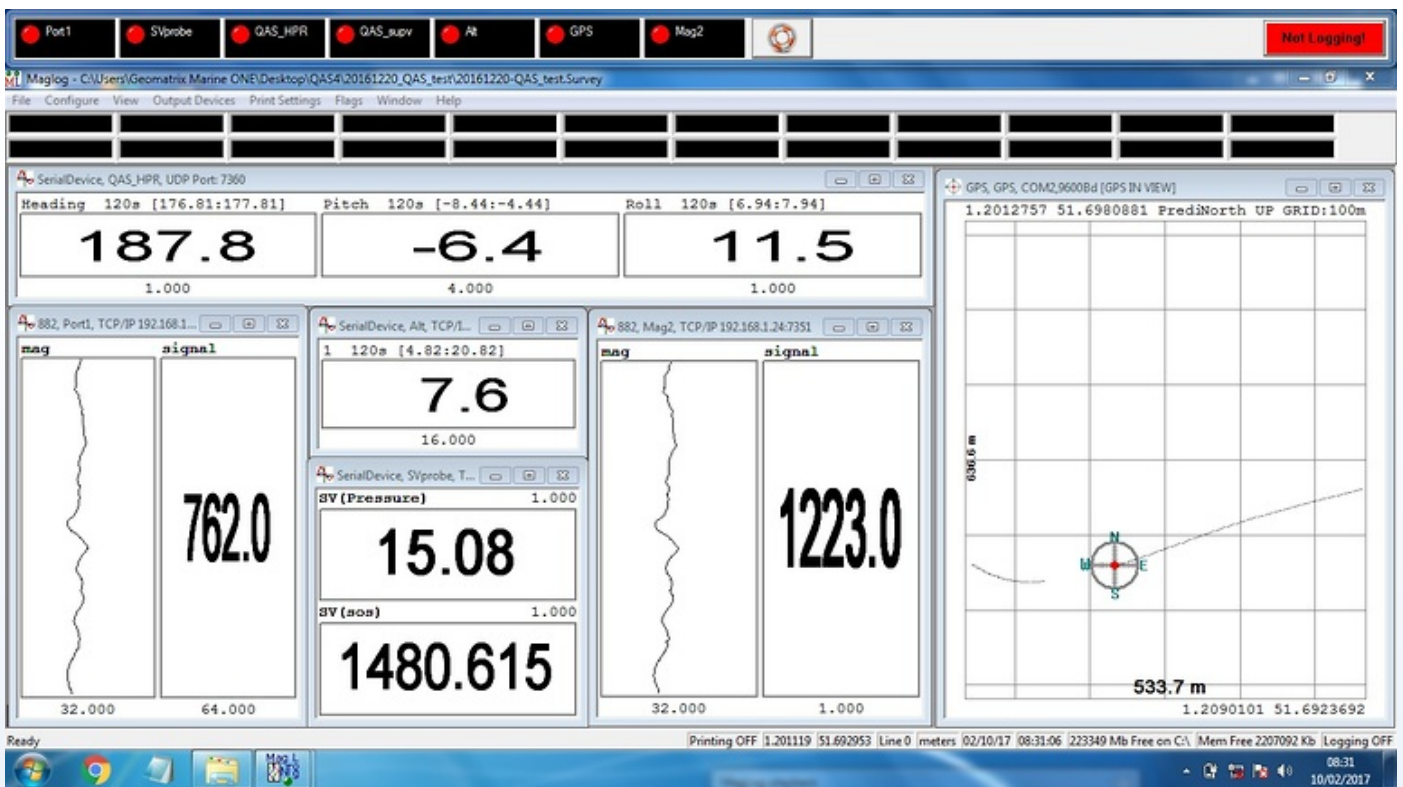 Port1 SVprobe QAS_HPR QAS_supv Alt GPS Mag2 Not Logging!
Maglog - C:\Users\Geomatrix Marine ONE\Desktop\QAS4\20161220_QAS_test\20161220-QAS_test.Survey
File Configure View Output Devices Print Settings Flags Window Help
SerialDevice, QAS_HPR, UDP Port: 7360
Heading 120s [176.81:177.81] Pitch 120s [-8.44:-4.44] Roll 120s [6.94:7.94]
187.8 -6.4 11.5
1.000 4.000 1.000
GPS, GPS, COM2,9600Bd [GPS IN VIEW]
1.2012757 51.6980881 PrediNorth UP GRID:100m
636.6 m
N
W E
S
533.7 m
1.2090101 51.6923692
882, Port1, TCP/IP 192.168.1...
mag signal
762.0
32.000 64.000
SerialDevice, Alt, TCP/I...
1 120s [4.82:20.82]
7.6
16.000
SerialDevice, SVprobe, T...
SV(Pressure) 1.000
15.08
SV(sos) 1.000
1480.615
882, Mag2, TCP/IP 192.168.1.24:7351
mag signal
1223.0
32.000 1.000
Ready Printing OFF 1.201119 51.692953 Line 0 meters 02/10/17 08:31:06 223349 Mb Free on C:\ Mem Free 2207092 Kb Logging OFF
08:31
10/02/2017